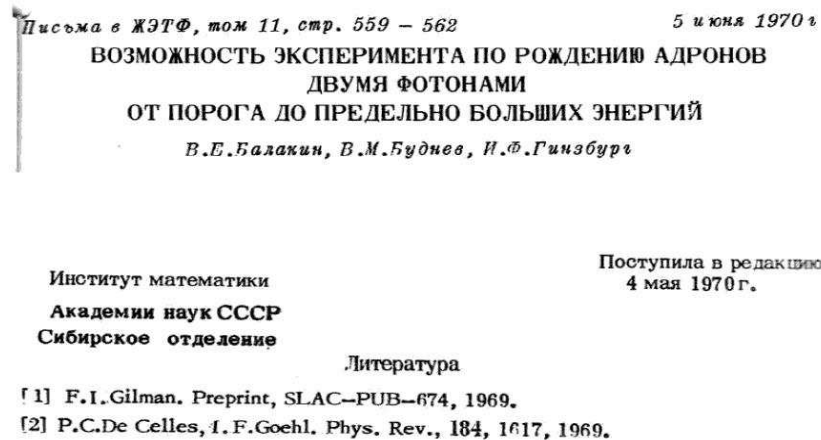 Письма в ЖЭТФ, том 11, стр. 559 – 562
5 июня 1970 г
ВОЗМОЖНОСТЬ ЭКСПЕРИМЕНТА ПО РОЖДЕНИЮ АДРОНОВ
ДВУМЯ ФОТОНАМИ
ОТ ПОРОГА ДО ПРЕДЕЛЬНО БОЛЬШИХ ЭНЕРГИЙ
В.Е.Балакин, В.М.Буднев, И.Ф.Гинзбург
Институт математики
Академии наук СССР
Сибирское отделение
Поступила в редакцию
4 мая 1970 г.
Литература
[1] F.I.Gilman. Preprint, SLAC–PUB–674, 1969.
[2] P.C.De Celles, I.F.Goehl. Phys. Rev., 184, 1617, 1969.